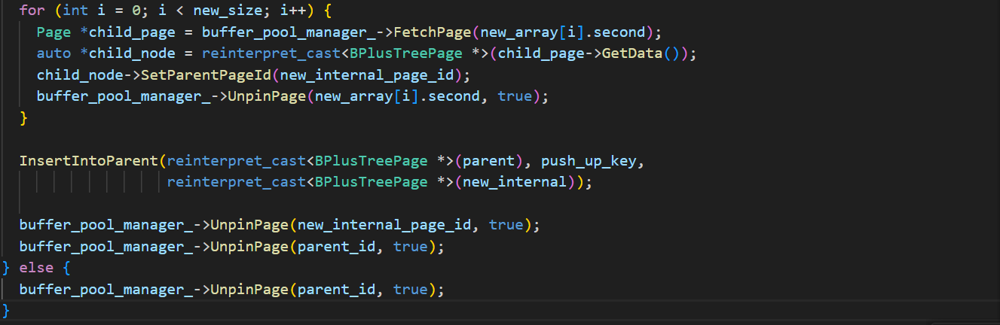 for (int i = 0; i < new_size; i++) {
Page *child_page = buffer_pool_manager_->FetchPage(new_array[i].second);
auto *child_node = reinterpret_cast<BPlusTreePage *>(child_page->GetData());
child_node->SetParentPageId(new_internal_page_id);
buffer_pool_manager_->UnpinPage(new_array[i].second, true);
}
InsertIntoParent(reinterpret_cast<BPlusTreePage *>(parent), push_up_key,
reinterpret_cast<BPlusTreePage *>(new_internal));
buffer_pool_manager_->UnpinPage(new_internal_page_id, true);
buffer_pool_manager_->UnpinPage(parent_id, true);
} else {
buffer_pool_manager_->UnpinPage(parent_id, true);
}